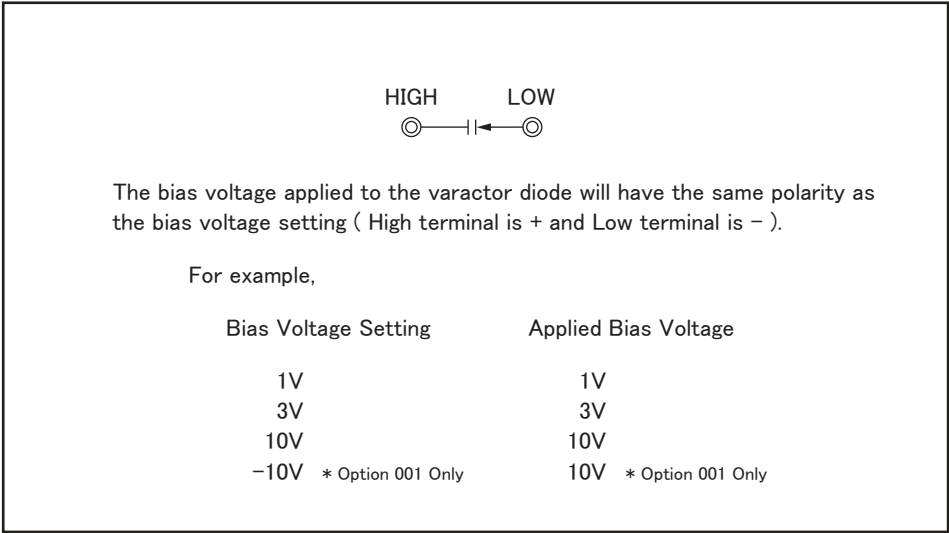 HIGH LOW
The bias voltage applied to the varactor diode will have the same polarity as
the bias voltage setting ( High terminal is + and Low terminal is − ).
For example,
Bias Voltage Setting Applied Bias Voltage
1V 1V
3V 3V
10V 10V
−10V * Option 001 Only 10V * Option 001 Only